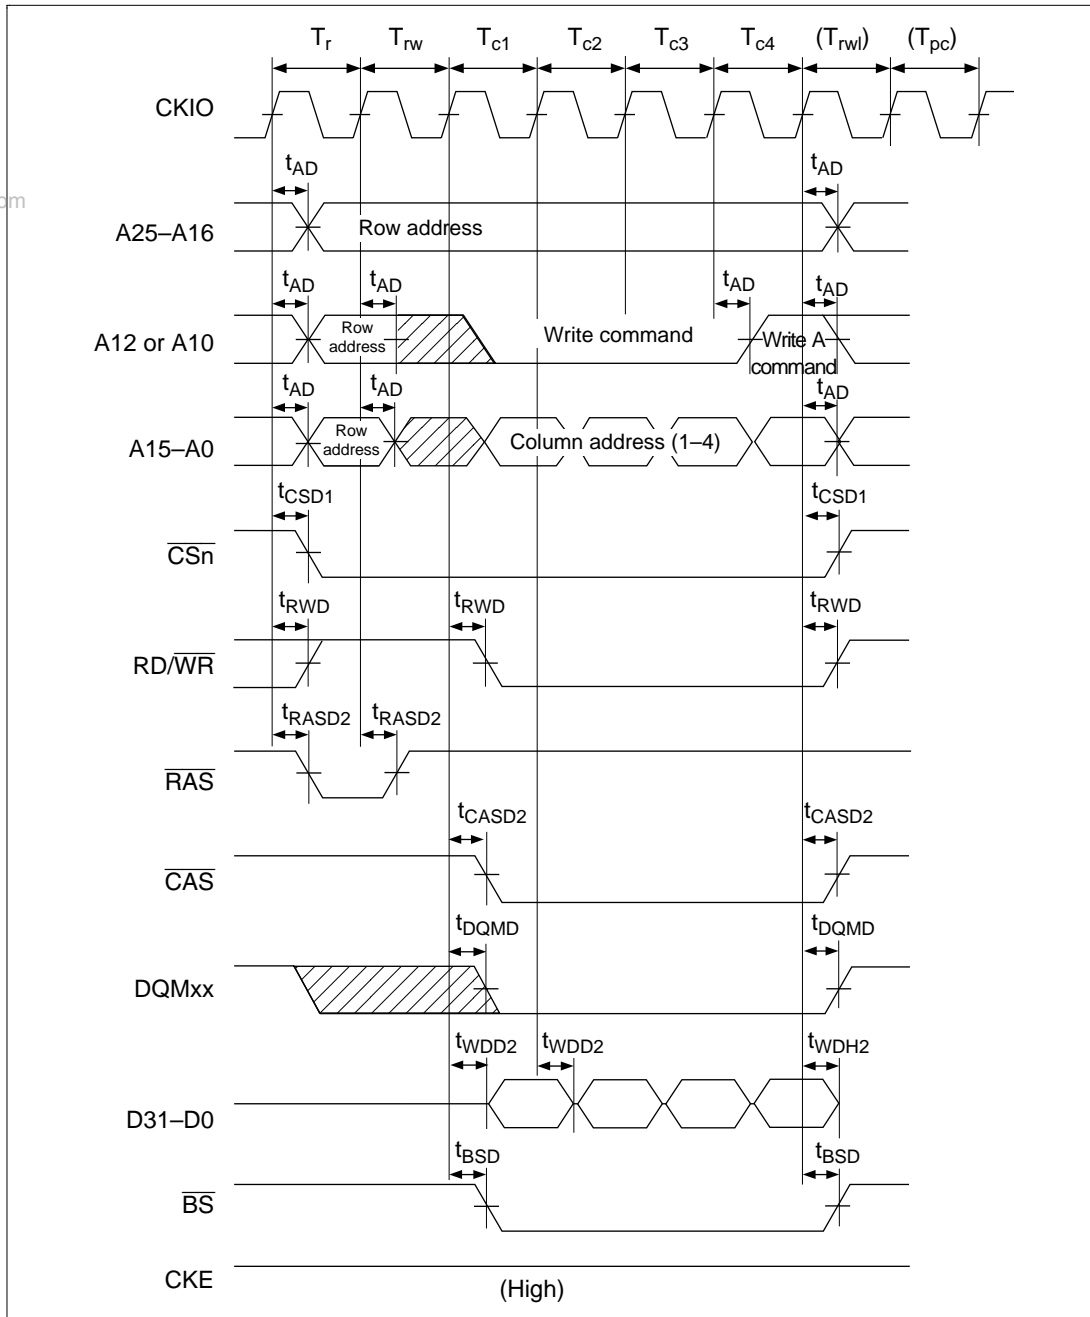 Tr Trw Tc1 Tc2 Tc3 Tc4 (Trwl) (Tpc)
CKIO
tAD tAD
om
A25–A16 Row address
tAD tAD tAD tAD
A12 or A10 Row address Write command Write A command
tAD tAD tAD
A15–A0 Row address Column address (1–4)
tCSD1 tCSD1
CSn
tRWD tRWD tRWD
RD/WR
tRASD2 tRASD2
RAS
tCASD2 tCASD2
CAS
tDQMD tDQMD
DQMxx
tWDD2 tWDD2 tWDH2
D31–D0
tBSD tBSD
BS
CKE (High)